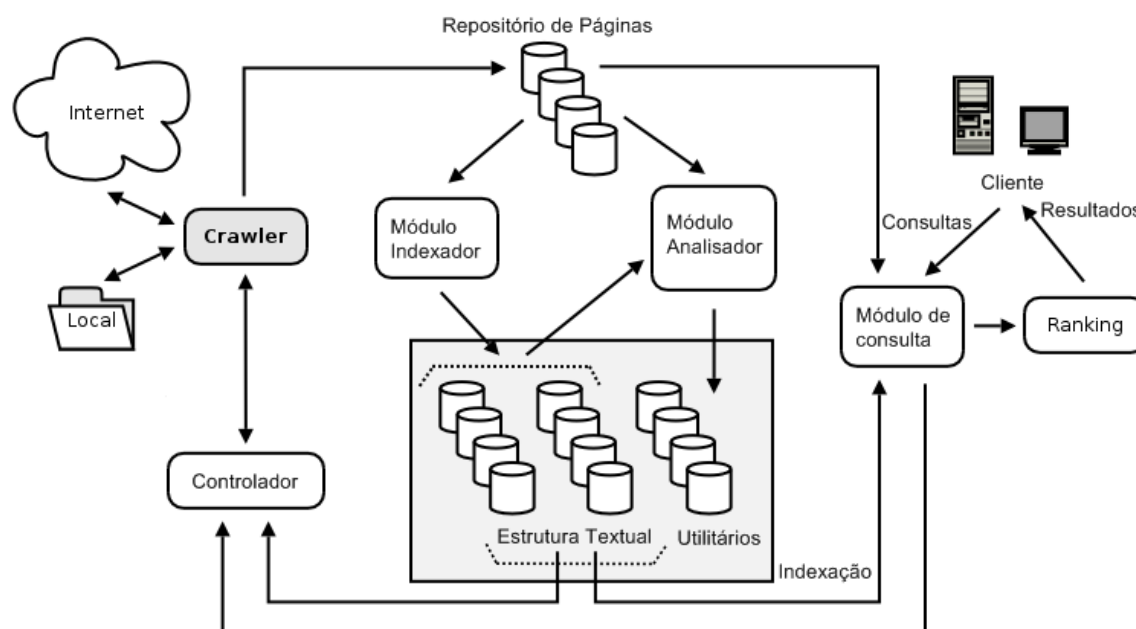 Repositório de Páginas
Internet
Cliente
Crawler
Módulo
Indexador
Módulo
Analisador
Consultas
Resultados
Local
Módulo de
consulta
Ranking
Controlador
Estrutura Textual
Utilitários
Indexação